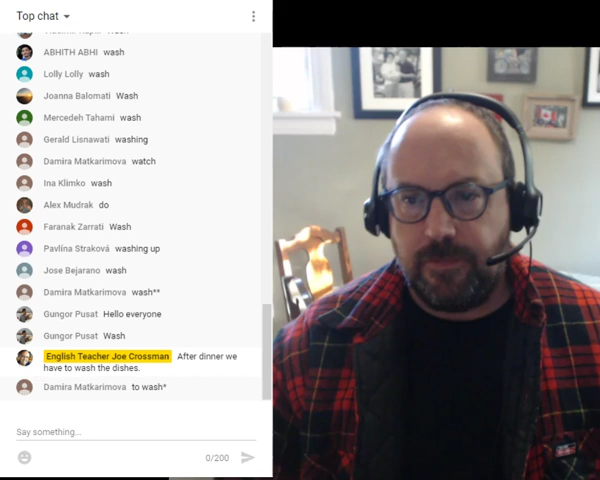 Top chat
ABHITH ABHI wash
Lolly Lolly wash
Joanna Balomati Wash
Mercedeh Tahami wash
Gerald Lisnawati washing
Damira Matkarimova watch
Ina Klimko wash
Alex Mudrak do
Faranak Zarrati Wash
Pavlína Straková washing up
Jose Bejarano wash
Damira Matkarimova wash**
Gungor Pusat Hello everyone
Gungor Pusat Wash
English Teacher Joe Crossman After dinner we
have to wash the dishes.
Damira Matkarimova to wash*
Say something...
0/200